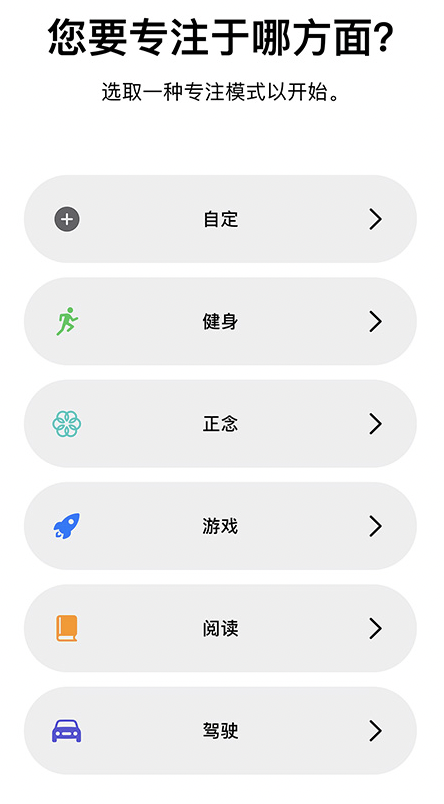 您要专注于哪方面？
选取一种专注模式以开始。
自定
健身
正念
游戏
阅读
驾驶